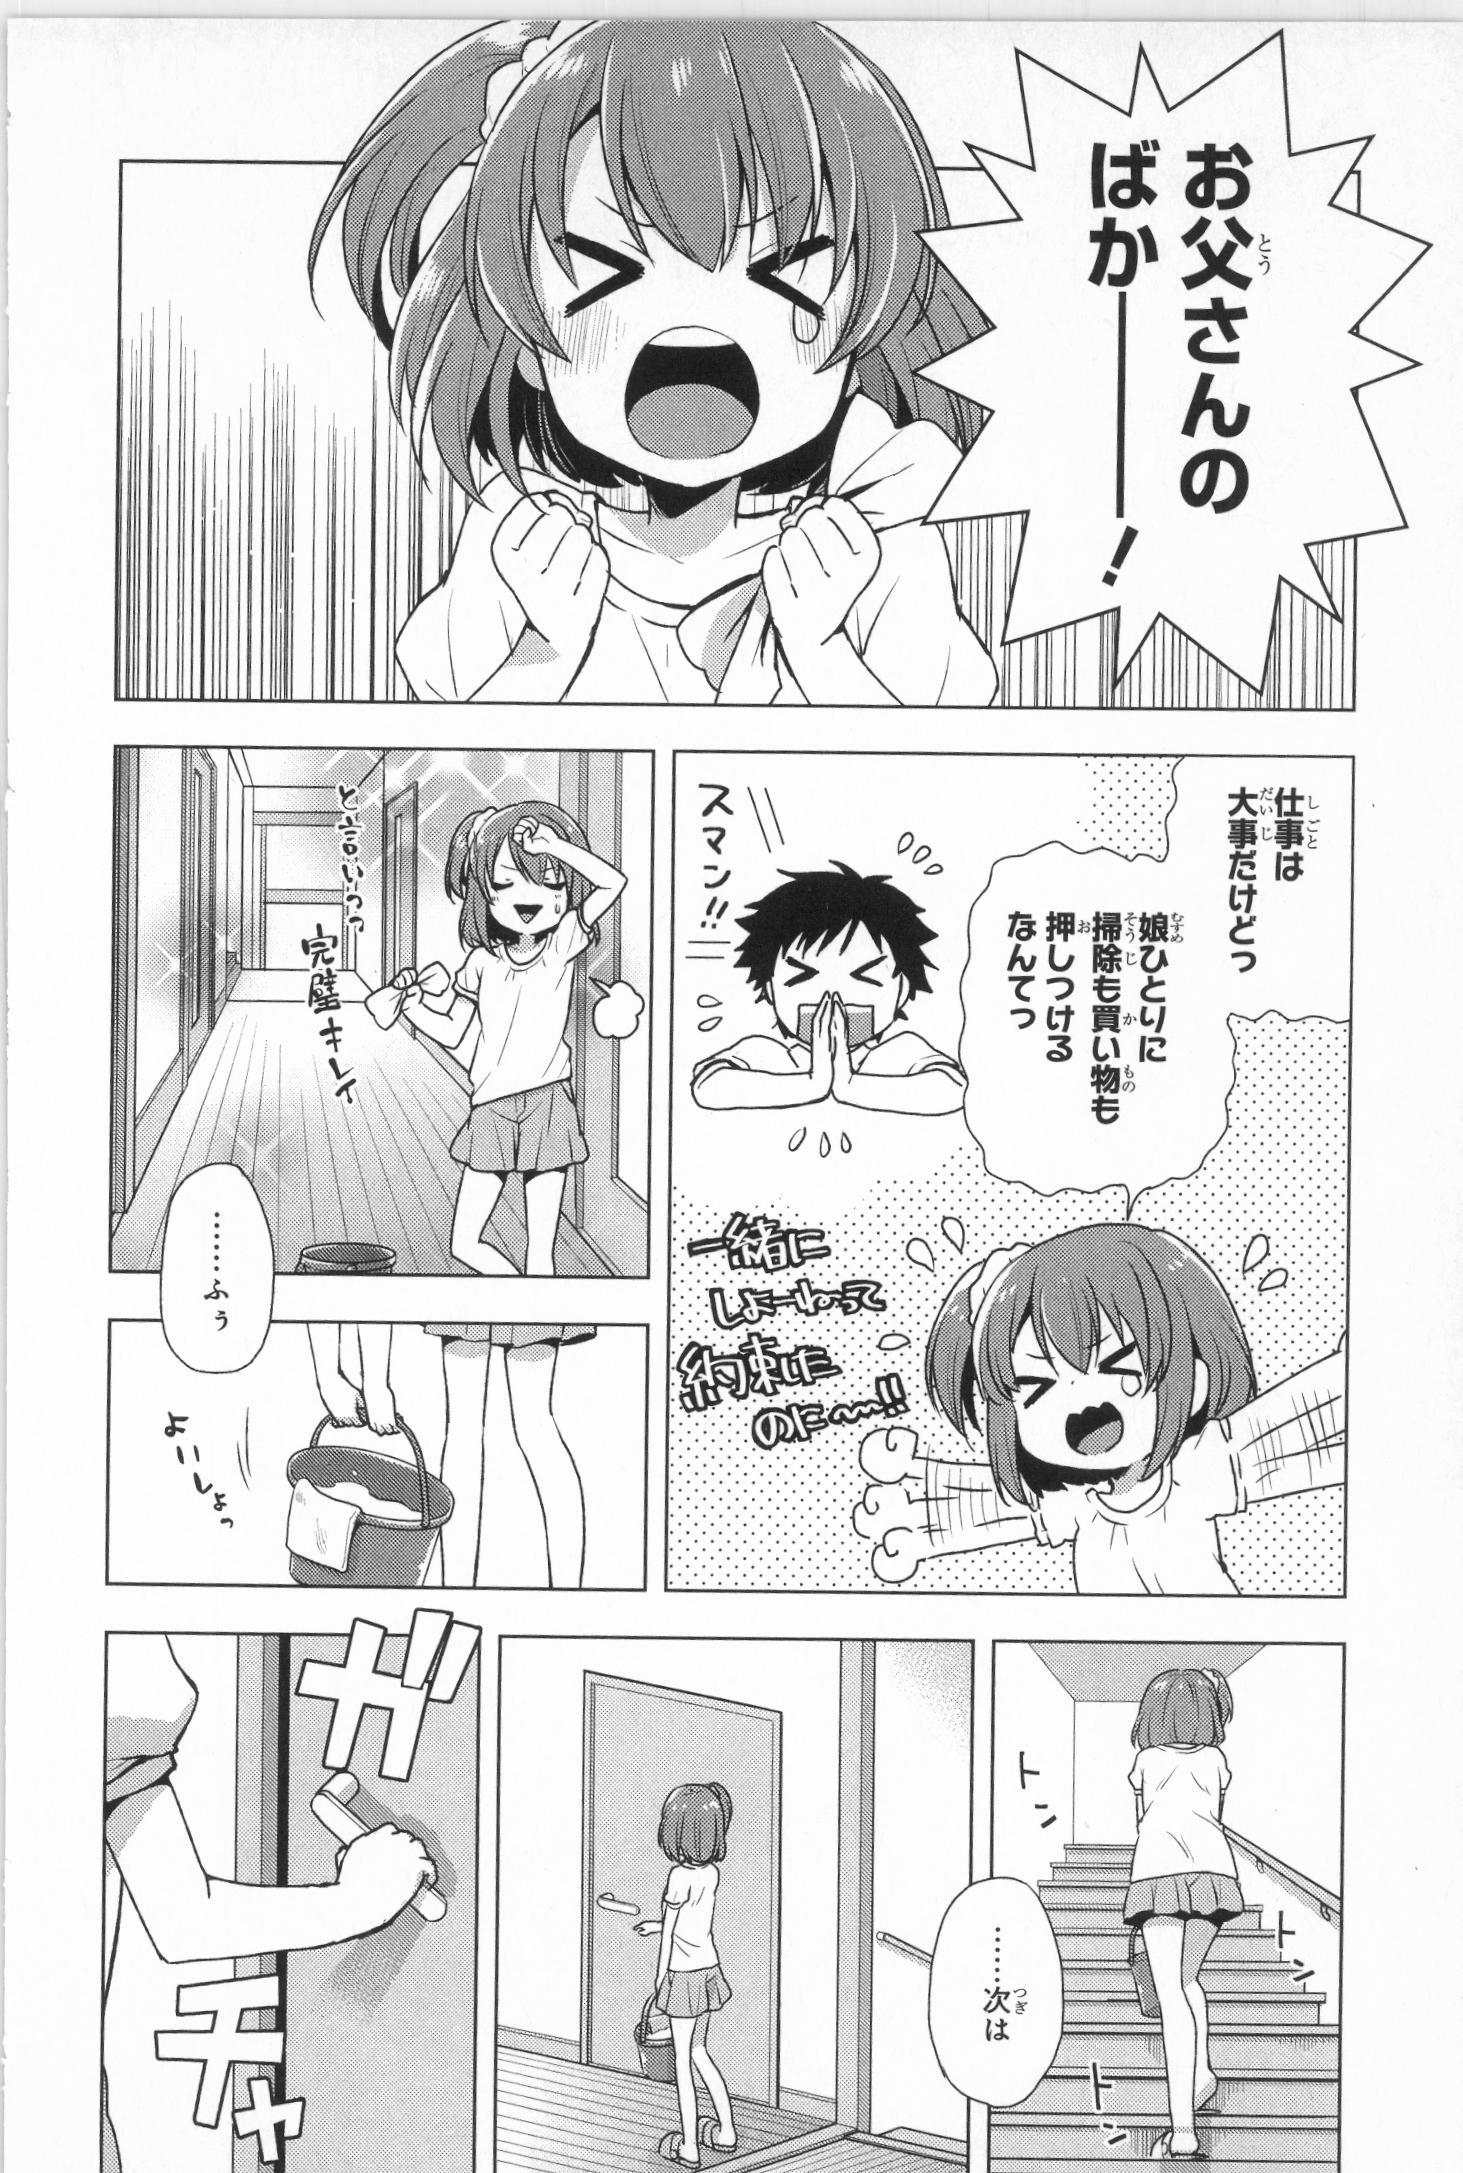 お父さんの
ばか――!
仕事は
大事だけどっ
娘ひとりに
掃除も買い物も
押しつける
なんてっ
スマン!!
一緒に
しよーねって
約束した
のに〜!!
と言いつつ
完璧キレイ
……ふう
よいしょっ
トン
トン
トン
……次は
ガ
チャ